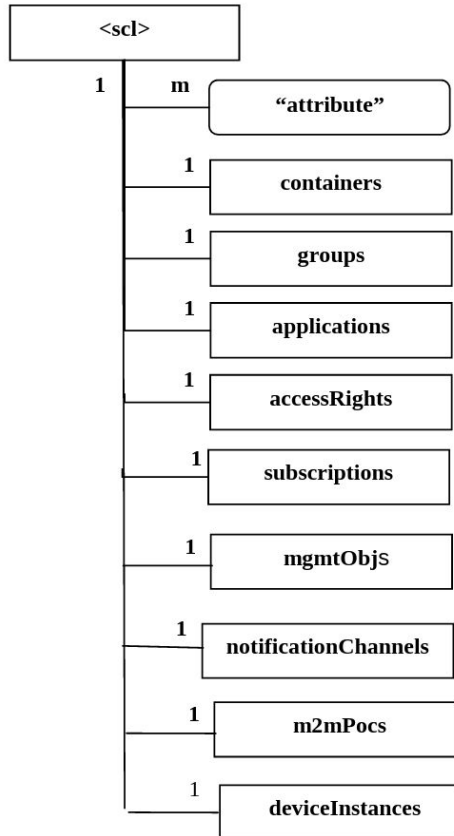 <scl>
1 m
“attribute”
1
containers
1
groups
1
applications
1
accessRights
1
subscriptions
1
mgmtObjs
1
notificationChannels
1
m2mPocs
1
deviceInstances